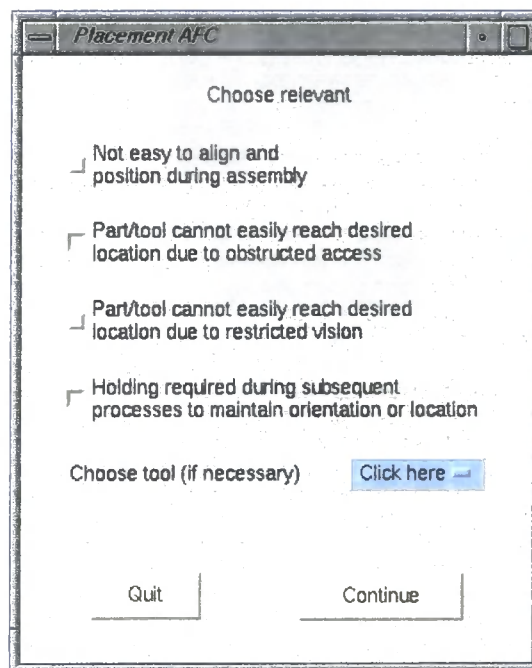 Placement AFC
Choose relevant
Not easy to align and
position during assembly
Part/tool cannot easily reach desired
location due to obstructed access
Part/tool cannot easily reach desired
location due to restricted vision
Holding required during subsequent
processes to maintain orientation or location
Choose tool (if necessary) Click here
Quit Continue